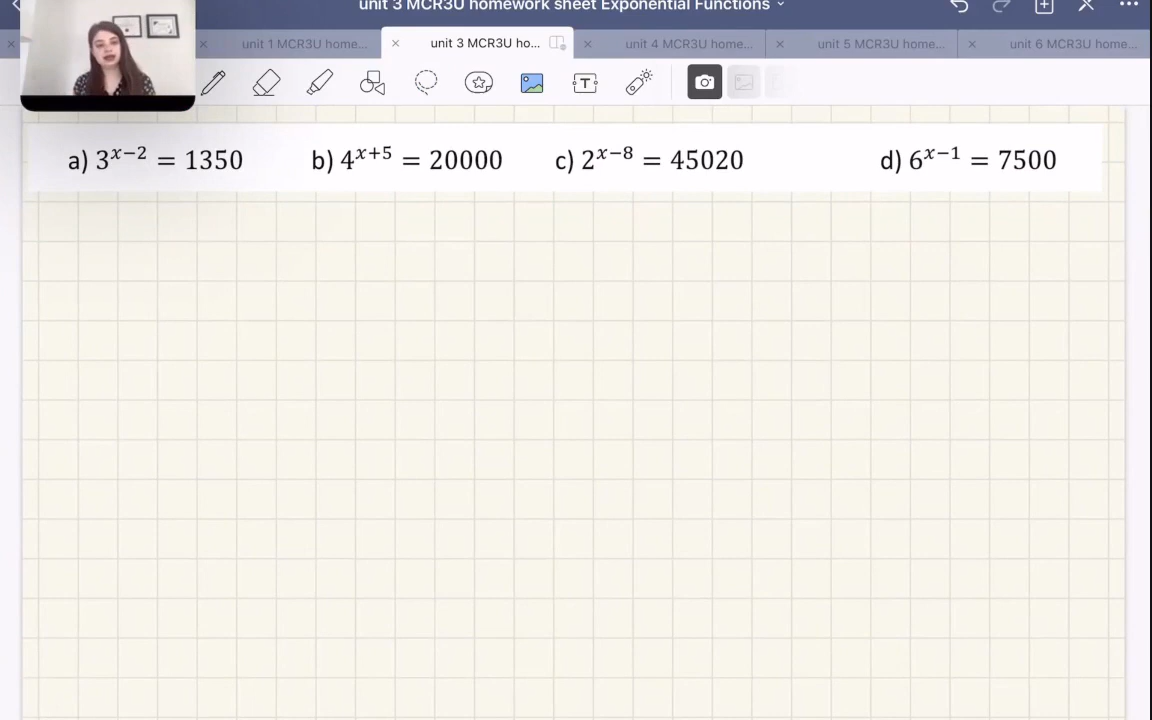 unit 3 MCR3U homework sheet Exponential Functions
unit 1 MCR3U home...
unit 3 MCR3U ho...
unit 4 MCR3U home...
unit 5 MCR3U home...
unit 6 MCR3U home...
T
a) 3^{x−2} = 1350
b) 4^{x+5} = 20000
c) 2^{x−8} = 45020
d) 6^{x−1} = 7500